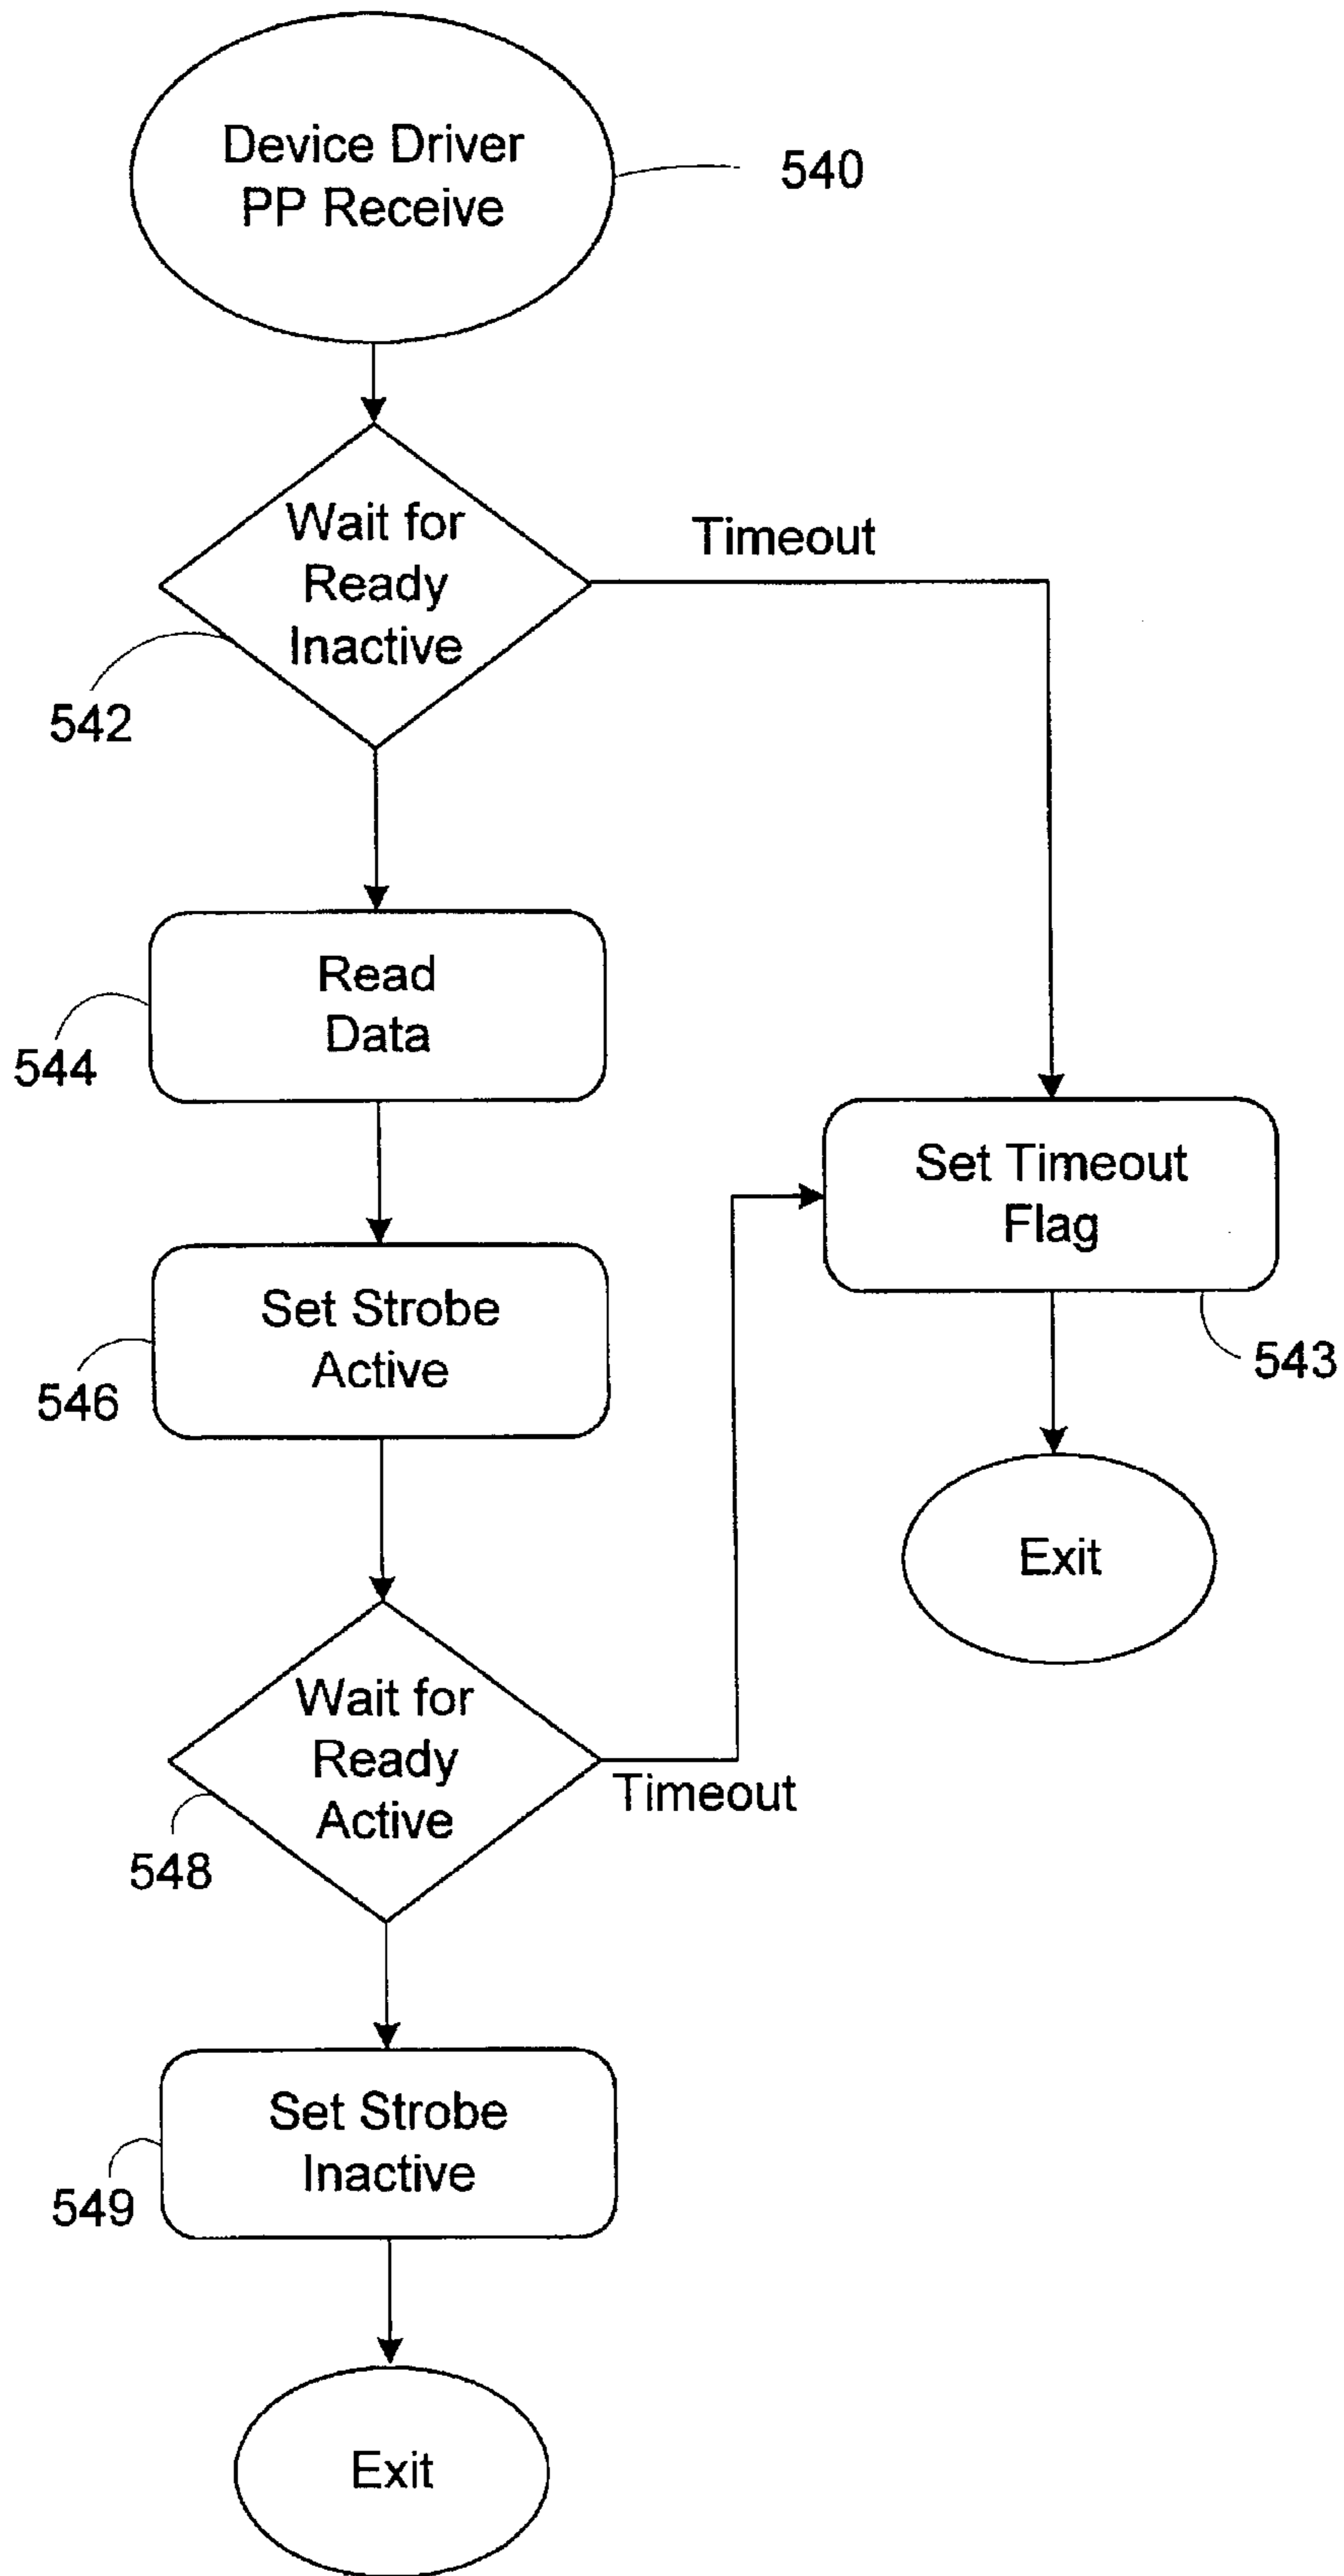 Device Driver
PP Receive
540
Wait for
Ready
Inactive
Timeout
542
Read
Data
544
Set Timeout
Flag
543
Set Strobe
Active
546
Exit
Wait for
Ready
Active
Timeout
548
Set Strobe
Inactive
549
Exit